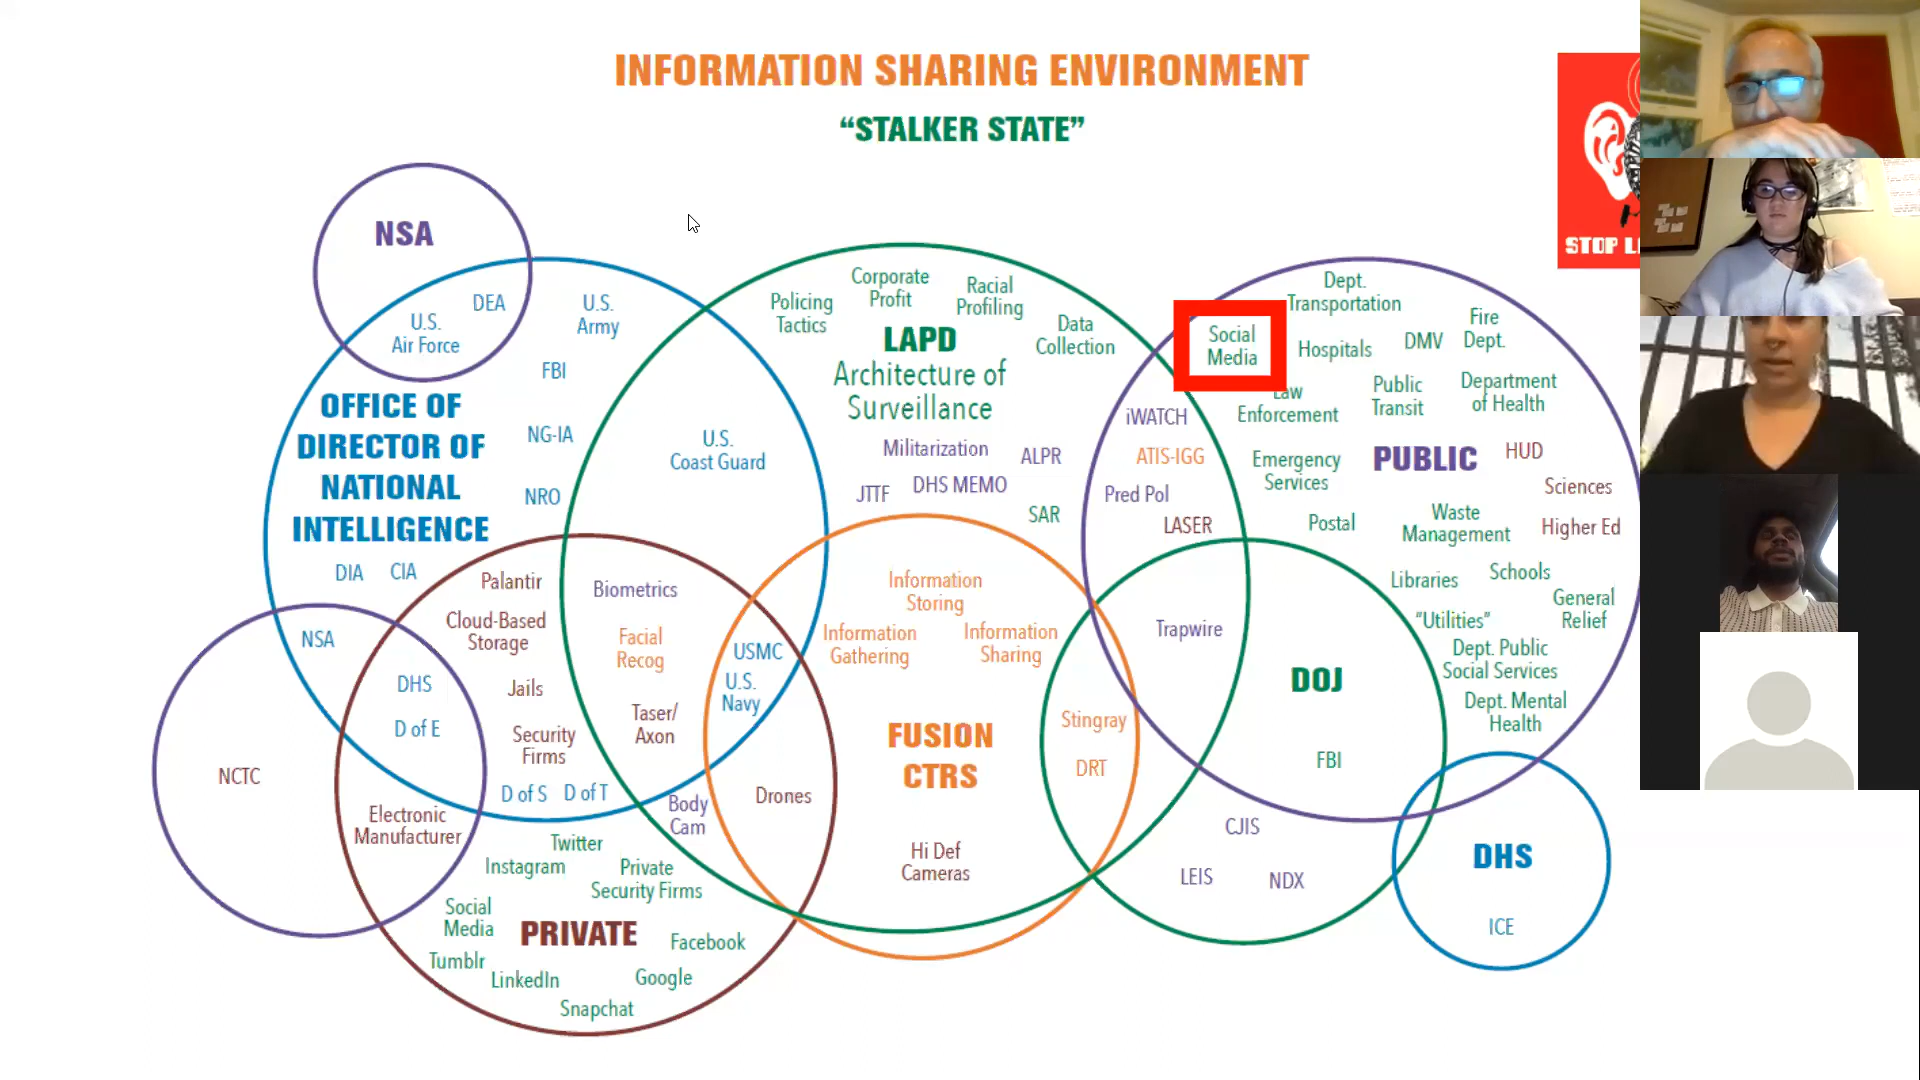 INFORMATION SHARING ENVIRONMENT
“STALKER STATE”
STOP L
NSA
DEA
U.S.
Air Force
U.S.
Army
FBI
OFFICE OF
DIRECTOR OF
NATIONAL
INTELLIGENCE
NG-IA
NRO
DIA
CIA
U.S.
Coast Guard
Policing
Tactics
Corporate
Profit
Racial
Profiling
Data
Collection
LAPD
Architecture of
Surveillance
Militarization
ALPR
JTTF
DHS MEMO
SAR
Social
Media
Dept.
Transportation
Hospitals
DMV
Fire
Dept.
Law
Enforcement
Public
Transit
Department
of Health
iWATCH
ATIS-IGG
Pred Pol
LASER
Emergency
Services
PUBLIC
HUD
Sciences
Postal
Waste
Management
Higher Ed
Libraries
Schools
General
Relief
“Utilities”
Dept. Public
Social Services
Dept. Mental
Health
Trapwire
DOJ
FBI
Stingray
DRT
CJIS
LEIS
NDX
DHS
ICE
Information
Storing
Information
Gathering
Information
Sharing
FUSION
CTRS
Hi Def
Cameras
Biometrics
Facial
Recog
USMC
U.S.
Navy
Taser/
Axon
Drones
Body
Cam
Palantir
Cloud-Based
Storage
Jails
Security
Firms
D of S
D of T
NSA
DHS
D of E
NCTC
Electronic
Manufacturer
Twitter
Instagram
Private
Security Firms
Social
Media
PRIVATE
Facebook
Tumblr
LinkedIn
Google
Snapchat